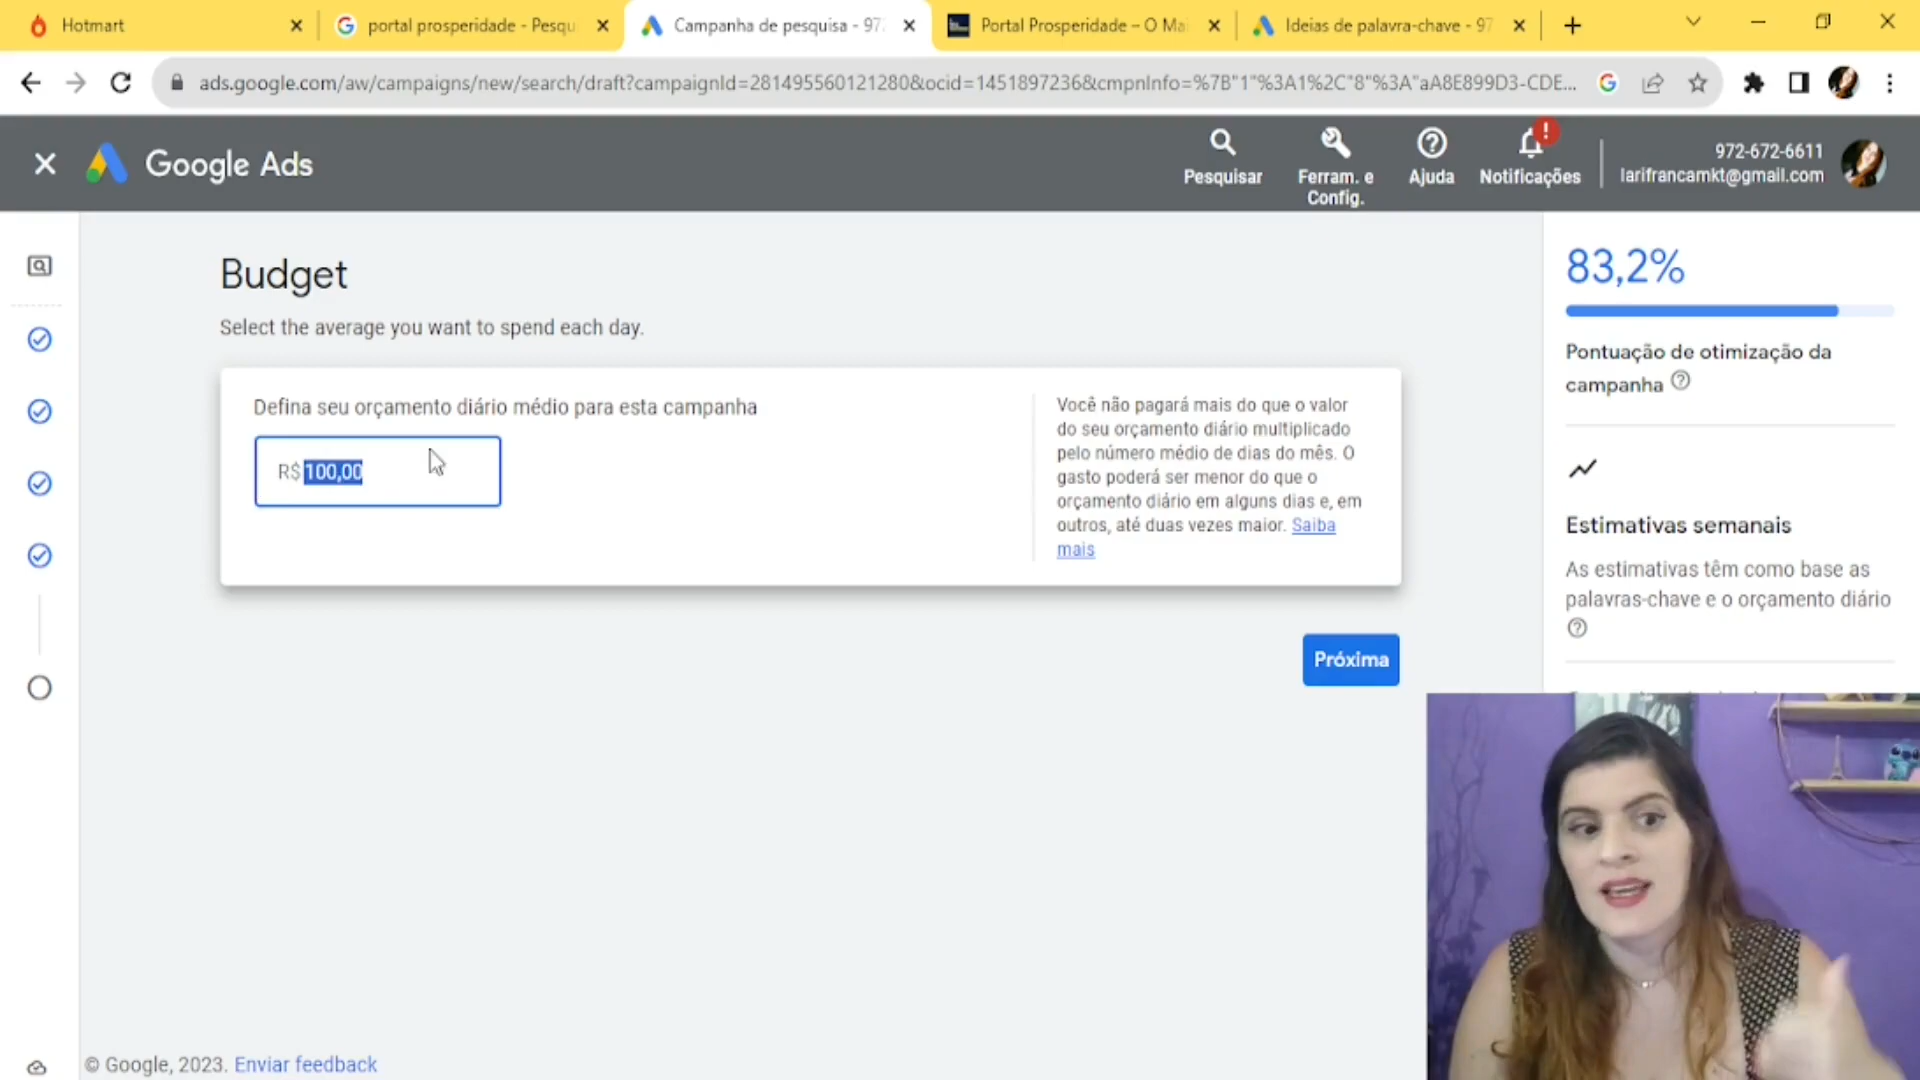 Hotmart
portal prosperidade - Pesqu
Campanha de pesquisa - 97
Portal Prosperidade – O Ma
Ideias de palavra-chave - 97
ads.google.com/aw/campaigns/new/search/draft?campaignId=281495560121280&ocid=1451897236&cmpnInfo=%7B"1"%3A1%2C"8"%3A"aA8E899D3-CDE...
Google Ads
Pesquisar
Ferram. e
Config.
Ajuda
Notificações
972-672-6611
larifrancamkt@gmail.com
Budget
Select the average you want to spend each day.
Defina seu orçamento diário médio para esta campanha
R$ 100,00
Você não pagará mais do que o valor
do seu orçamento diário multiplicado
pelo número médio de dias do mês. O
gasto poderá ser menor do que o
orçamento diário em alguns dias e, em
outros, até duas vezes maior. Saiba
mais
Próxima
83,2%
Pontuação de otimização da
campanha
Estimativas semanais
As estimativas têm como base as
palavras-chave e o orçamento diário
© Google, 2023. Enviar feedback